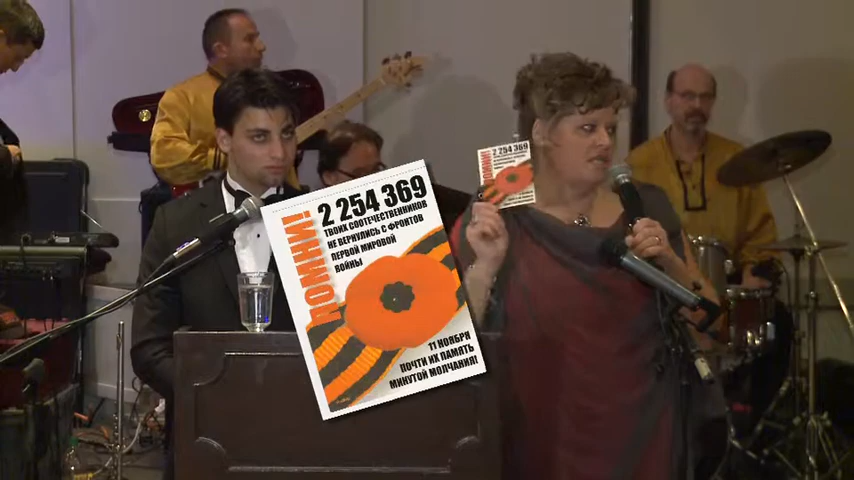 ПОМНИ!
2 254 369
ТВОИХ СООТЕЧЕСТВЕННИКОВ
НЕ ВЕРНУЛИСЬ С ФРОНТОВ
ПЕРВОЙ МИРОВОЙ
ВОЙНЫ
11 НОЯБРЯ
ПОЧТИ ИХ ПАМЯТЬ
МИНУТОЙ МОЛЧАНИЯ!
ПОМНИ!
2 254 369